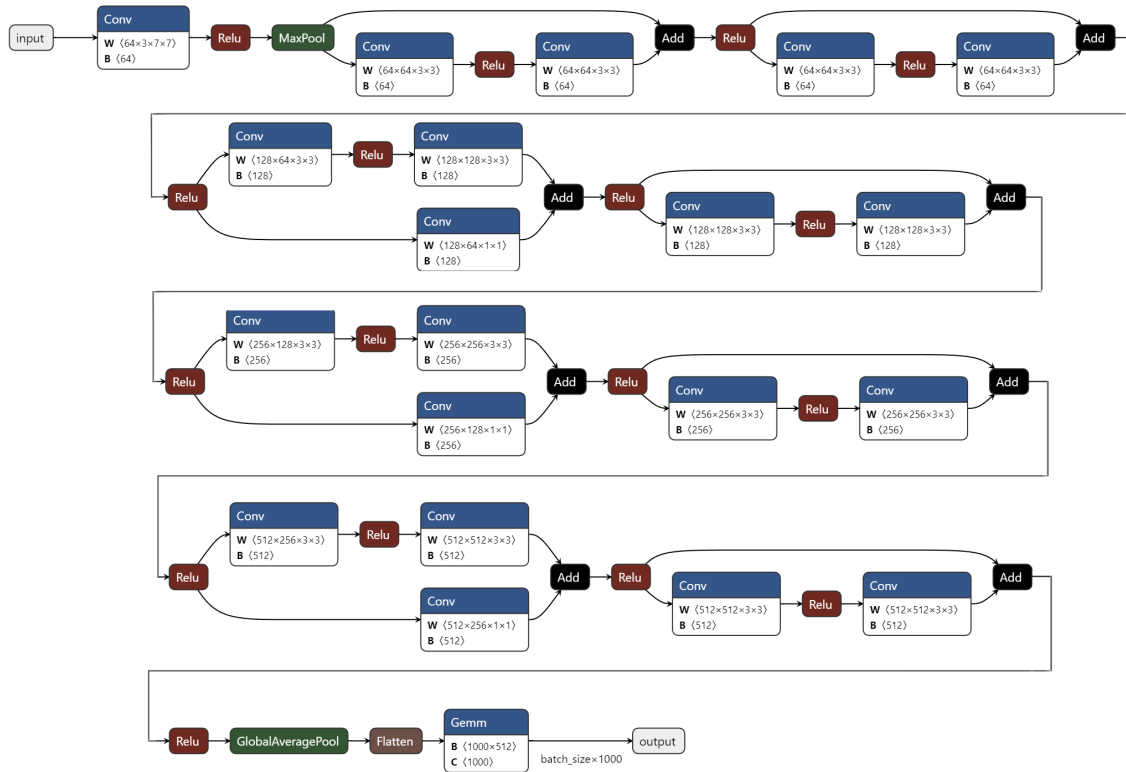 input
Conv
W ⟨64×3×7×7⟩
B ⟨64⟩
Relu
MaxPool
Conv
W ⟨64×64×3×3⟩
B ⟨64⟩
Relu
Conv
W ⟨64×64×3×3⟩
B ⟨64⟩
Add
Relu
Conv
W ⟨64×64×3×3⟩
B ⟨64⟩
Relu
Conv
W ⟨64×64×3×3⟩
B ⟨64⟩
Add
Relu
Conv
W ⟨128×64×3×3⟩
B ⟨128⟩
Relu
Conv
W ⟨128×128×3×3⟩
B ⟨128⟩
Conv
W ⟨128×64×1×1⟩
B ⟨128⟩
Add
Relu
Conv
W ⟨128×128×3×3⟩
B ⟨128⟩
Relu
Conv
W ⟨128×128×3×3⟩
B ⟨128⟩
Add
Relu
Conv
W ⟨256×128×3×3⟩
B ⟨256⟩
Relu
Conv
W ⟨256×256×3×3⟩
B ⟨256⟩
Conv
W ⟨256×128×1×1⟩
B ⟨256⟩
Add
Relu
Conv
W ⟨256×256×3×3⟩
B ⟨256⟩
Relu
Conv
W ⟨256×256×3×3⟩
B ⟨256⟩
Add
Relu
Conv
W ⟨512×256×3×3⟩
B ⟨512⟩
Relu
Conv
W ⟨512×512×3×3⟩
B ⟨512⟩
Conv
W ⟨512×256×1×1⟩
B ⟨512⟩
Add
Relu
Conv
W ⟨512×512×3×3⟩
B ⟨512⟩
Relu
Conv
W ⟨512×512×3×3⟩
B ⟨512⟩
Add
Relu
GlobalAveragePool
Flatten
Gemm
B ⟨1000×512⟩
C ⟨1000⟩
batch_size×1000
output